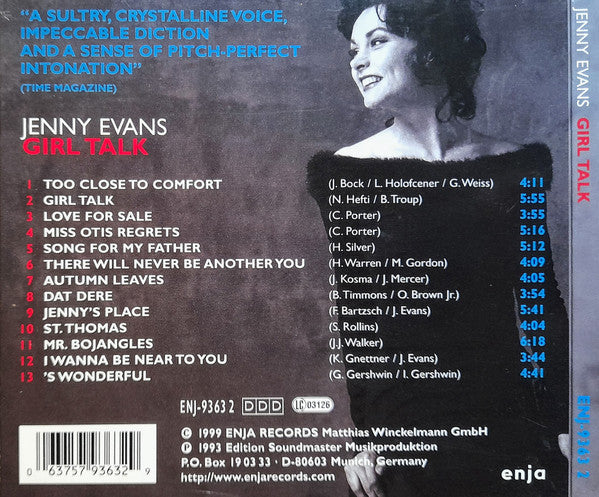 “A SULTRY, CRYSTALLINE VOICE,
IMPECCABLE DICTION
AND A SENSE OF PITCH-PERFECT
INTONATION”
(TIME MAGAZINE)
JENNY EVANS
GIRL TALK
1 TOO CLOSE TO COMFORT (J. Bock / L. Holofcener / G. Weiss) 4:11
2 GIRL TALK (N. Hefti / B. Troup) 5:55
3 LOVE FOR SALE (C. Porter) 3:55
4 MISS OTIS REGRETS (C. Porter) 5:16
5 SONG FOR MY FATHER (H. Silver) 5:12
6 THERE WILL NEVER BE ANOTHER YOU (H. Warren / M. Gordon) 4:09
7 AUTUMN LEAVES (J. Kosma / J. Mercer) 4:05
8 DAT DERE (B. Timmons / O. Brown Jr.) 3:54
9 JENNY'S PLACE (F. Bartzsch / J. Evans) 5:41
10 ST. THOMAS (S. Rollins) 4:04
11 MR. BOJANGLES (J.J. Walker) 6:18
12 I WANNA BE NEAR TO YOU (K. Gnettner / J. Evans) 3:44
13 'S WONDERFUL (G. Gershwin / I. Gershwin) 4:41
ENJ-9363 2 DDD LC 03126
© 1999 ENJA RECORDS Matthias Winckelmann GmbH
℗ 1993 Edition Soundmaster Musikproduktion
P.O. Box 19 03 33 · D-80603 Munich, Germany
http://www.enjarecords.com
0 63757 93632 9
enja
JENNY EVANS GIRL TALK
ENJ-9363 2